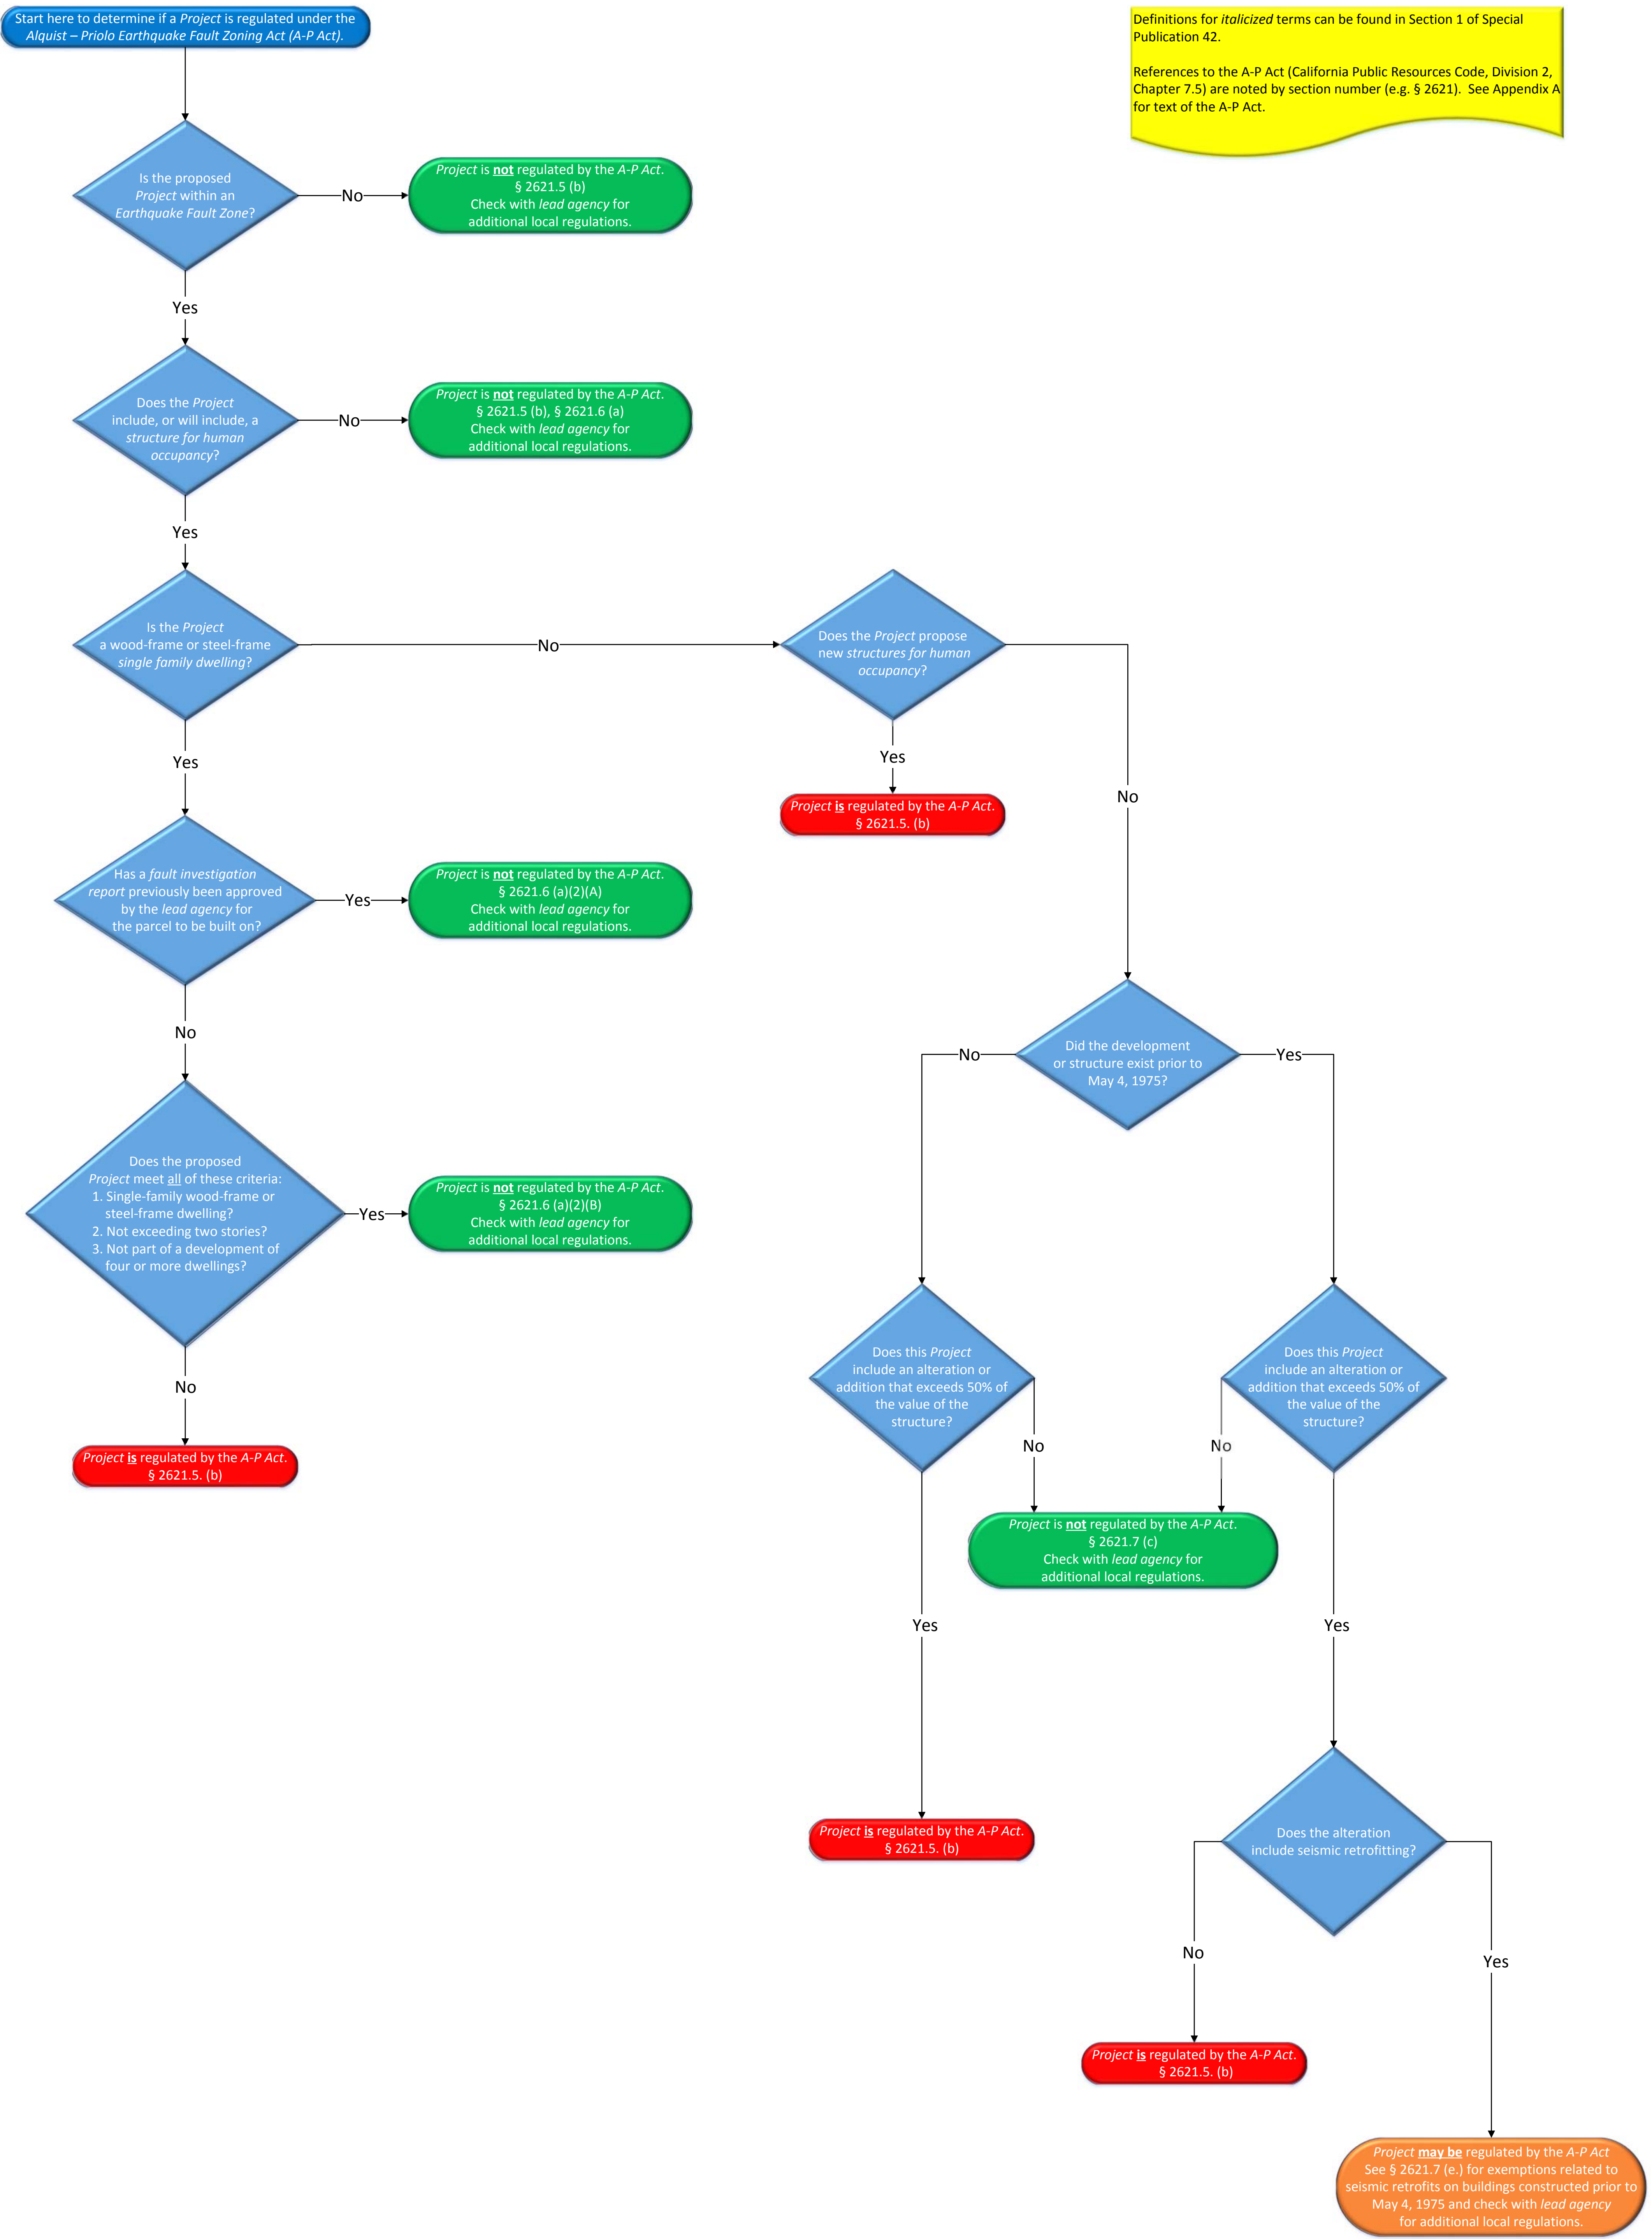 Start here to determine if a Project is regulated under the
Alquist – Priolo Earthquake Fault Zoning Act (A-P Act).
Definitions for italicized terms can be found in Section 1 of Special
Publication 42.
References to the A-P Act (California Public Resources Code, Division 2,
Chapter 7.5) are noted by section number (e.g. § 2621). See Appendix A
for text of the A-P Act.
Is the proposed
Project within an
Earthquake Fault Zone?
No
Project is not regulated by the A-P Act.
§ 2621.5 (b)
Check with lead agency for
additional local regulations.
Yes
Does the Project
include, or will include, a
structure for human
occupancy?
No
Project is not regulated by the A-P Act.
§ 2621.5 (b), § 2621.6 (a)
Check with lead agency for
additional local regulations.
Yes
Is the Project
a wood-frame or steel-frame
single family dwelling?
No
Does the Project propose
new structures for human
occupancy?
Yes
Project is regulated by the A-P Act.
§ 2621.5. (b)
No
Yes
Has a fault investigation
report previously been approved
by the lead agency for
the parcel to be built on?
Yes
Project is not regulated by the A-P Act.
§ 2621.6 (a)(2)(A)
Check with lead agency for
additional local regulations.
No
Does the proposed
Project meet all of these criteria:
1. Single-family wood-frame or
steel-frame dwelling?
2. Not exceeding two stories?
3. Not part of a development of
four or more dwellings?
Yes
Project is not regulated by the A-P Act.
§ 2621.6 (a)(2)(B)
Check with lead agency for
additional local regulations.
No
Project is regulated by the A-P Act.
§ 2621.5. (b)
Did the development
or structure exist prior to
May 4, 1975?
No
Yes
Does this Project
include an alteration or
addition that exceeds 50% of
the value of the
structure?
Does this Project
include an alteration or
addition that exceeds 50% of
the value of the
structure?
No
No
Project is not regulated by the A-P Act.
§ 2621.7 (c)
Check with lead agency for
additional local regulations.
Yes
Yes
Project is regulated by the A-P Act.
§ 2621.5. (b)
Does the alteration
include seismic retrofitting?
No
Yes
Project is regulated by the A-P Act.
§ 2621.5. (b)
Project may be regulated by the A-P Act
See § 2621.7 (e.) for exemptions related to
seismic retrofits on buildings constructed prior to
May 4, 1975 and check with lead agency
for additional local regulations.